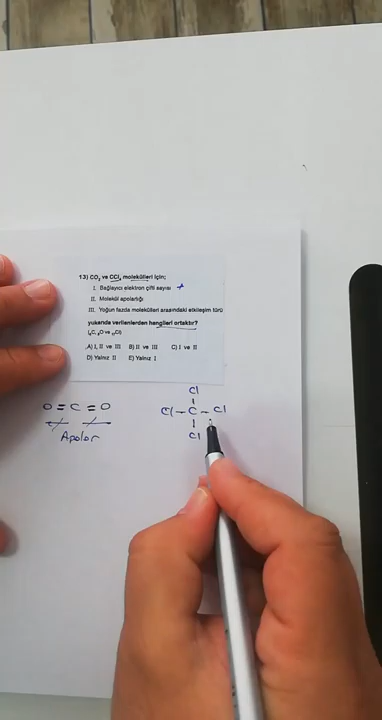 13) CO₂ ve CCl₄ molekülleri için;
I. Bağlayıcı elektron çifti sayısı +
II. Molekül apolarlığı
III. Yoğun fazda molekülleri arasındaki etkileşim türü
yukarıda verilenlerden hangileri ortaktır?
(₆C, ₈O ve ₁₇Cl)
A) I, II ve III B) II ve III C) I ve II
D) Yalnız II E) Yalnız I
O = C = O
Apolar
Cl
Cl - C - Cl
Cl